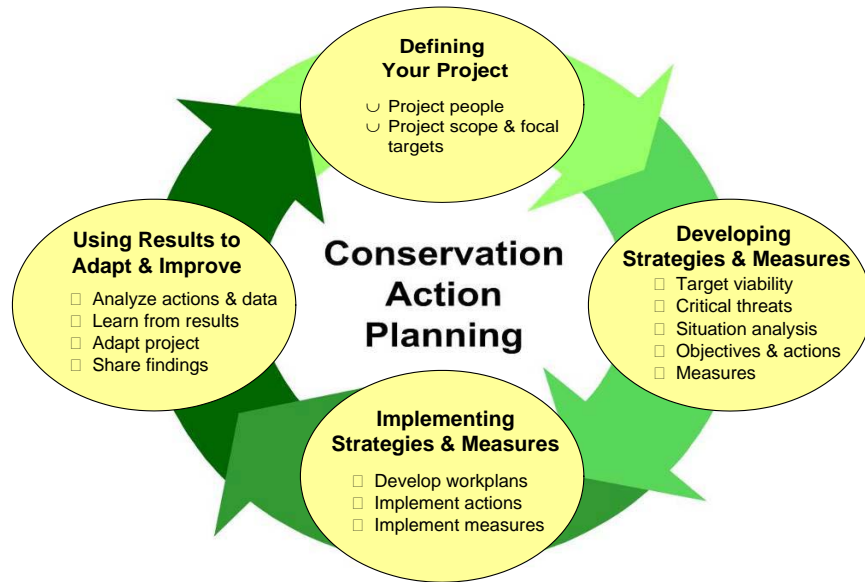 Defining
Your Project
∪ Project people
∪ Project scope & focal
targets
Developing
Strategies & Measures
□ Target viability
□ Critical threats
□ Situation analysis
□ Objectives & actions
□ Measures
Implementing
Strategies & Measures
□ Develop workplans
□ Implement actions
□ Implement measures
Using Results to
Adapt & Improve
□ Analyze actions & data
□ Learn from results
□ Adapt project
□ Share findings
Conservation
Action
Planning